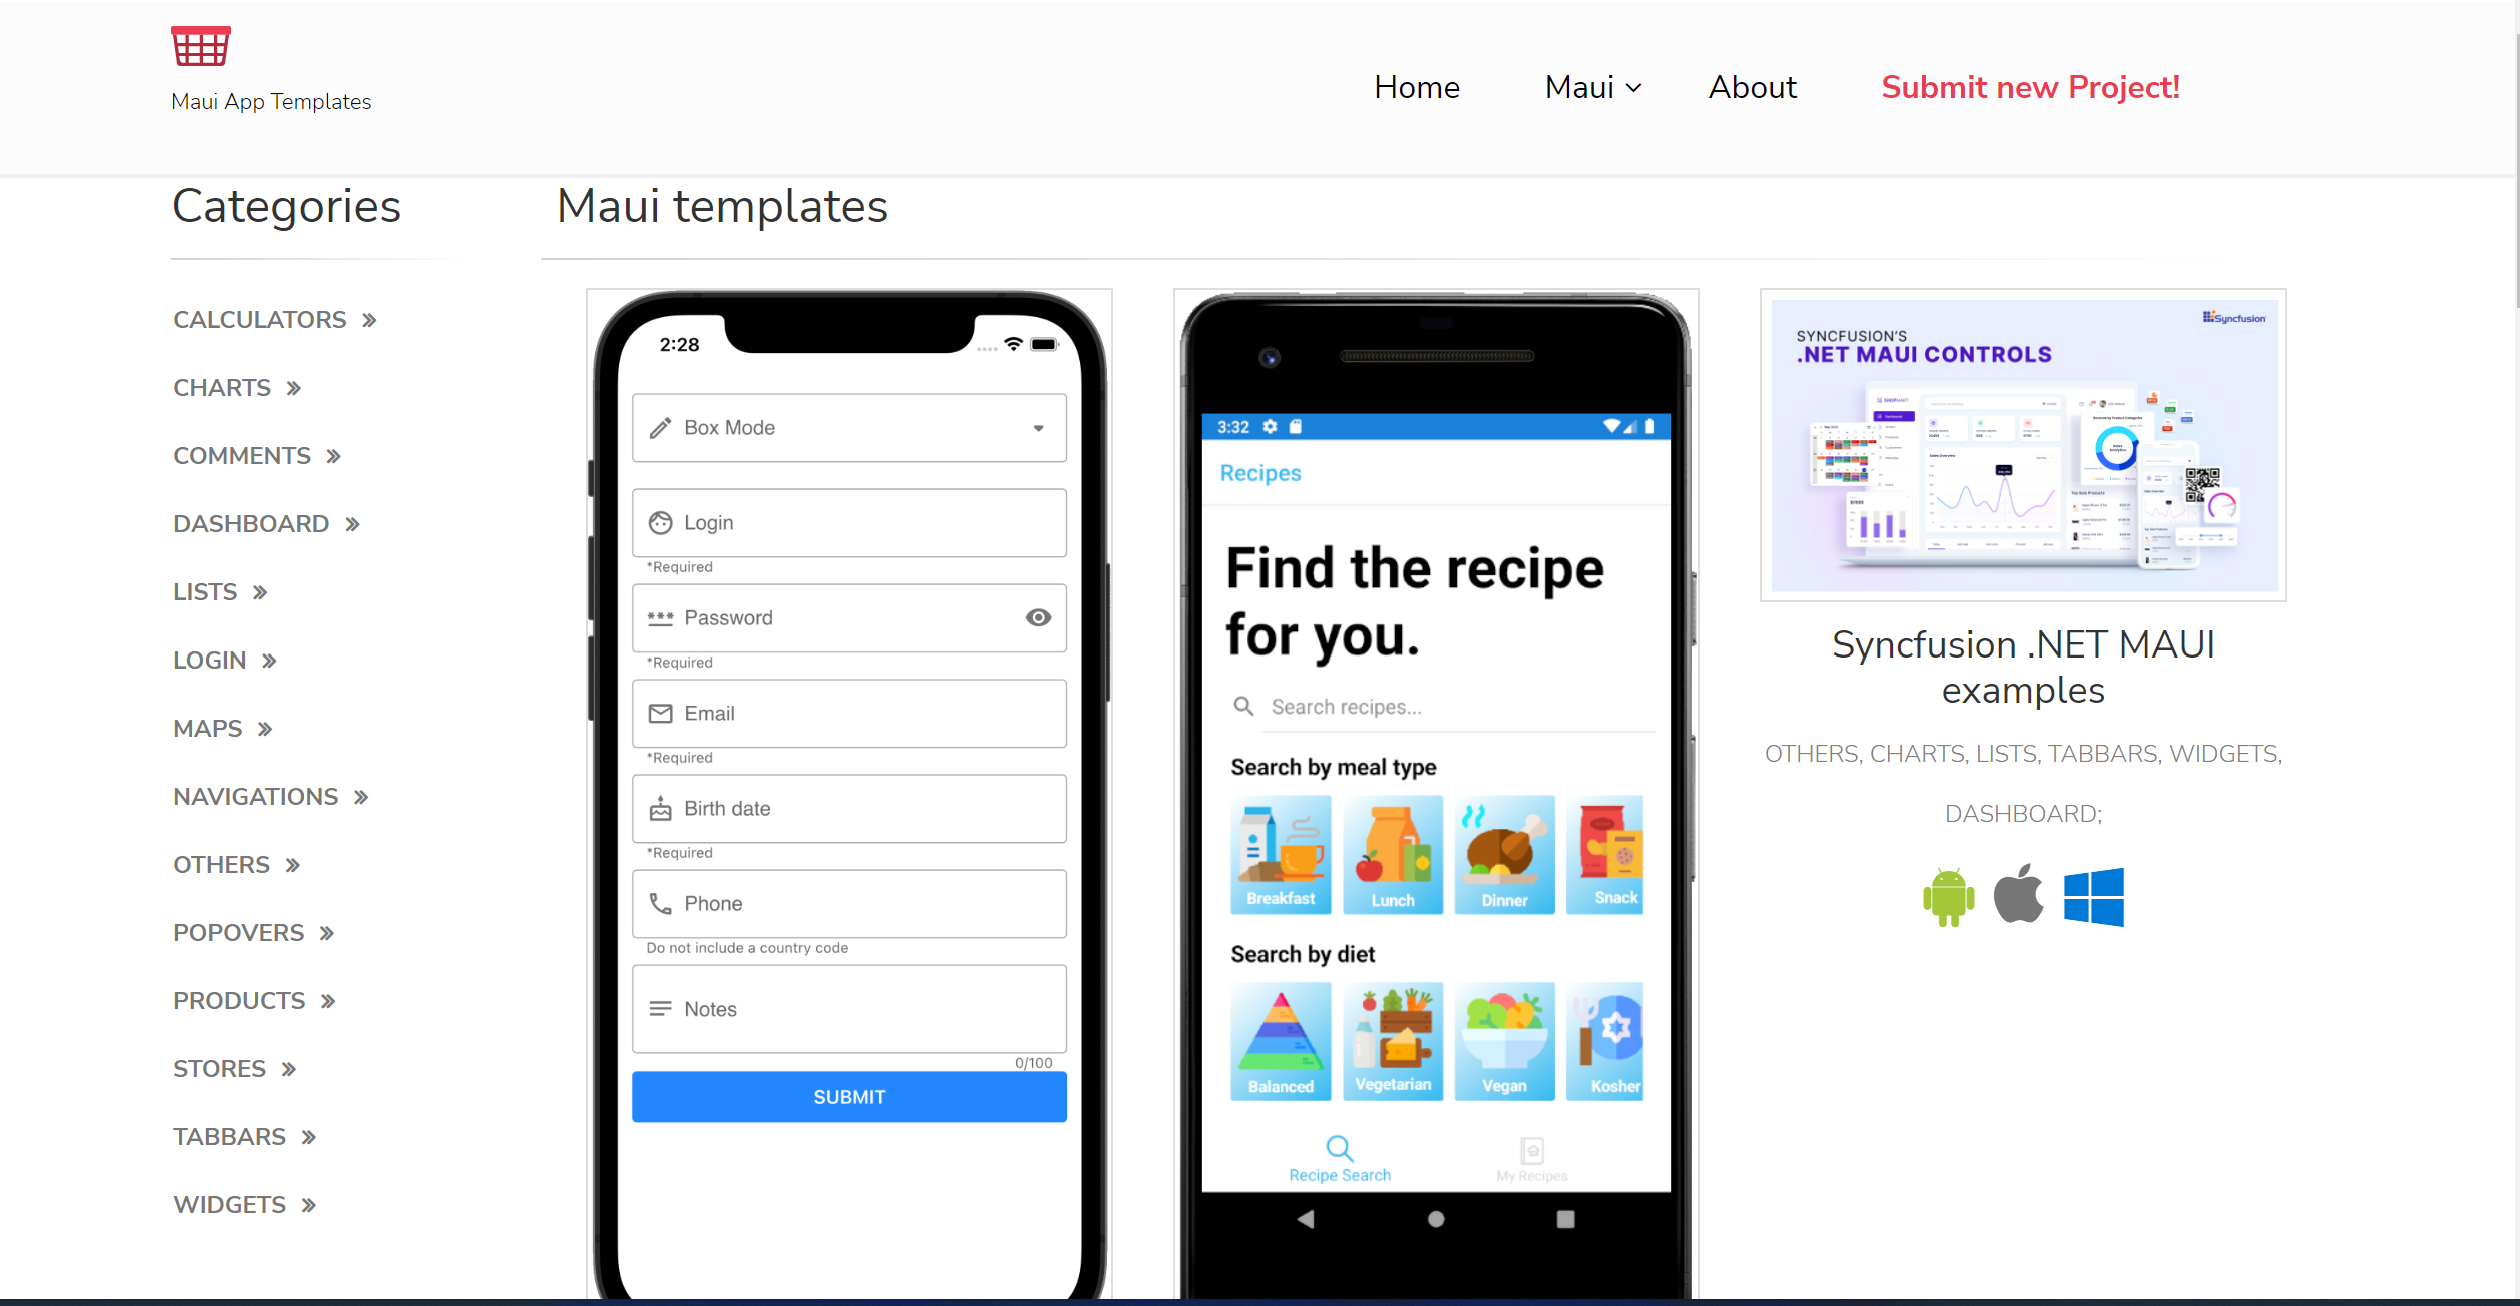 Maui App Templates
Home
Maui
About
Submit new Project!
Categories
CALCULATORS
CHARTS
COMMENTS
DASHBOARD
LISTS
LOGIN
MAPS
NAVIGATIONS
OTHERS
POPOVERS
PRODUCTS
STORES
TABBARS
WIDGETS
Maui templates
2:28
Box Mode
Login
*Required
*** Password
*Required
Email
*Required
Birth date
*Required
Phone
Do not include a country code
Notes
0/100
SUBMIT
3:32
Recipes
Find the recipe
for you.
Search recipes...
Search by meal type
Breakfast
Lunch
Dinner
Snack
Search by diet
Balanced
Vegetarian
Vegan
Kosher
Recipe Search
My Recipes
Syncfusion
SYNCFUSION'S
.NET MAUI CONTROLS
Syncfusion .NET MAUI
examples
OTHERS, CHARTS, LISTS, TABBARS, WIDGETS,
DASHBOARD;